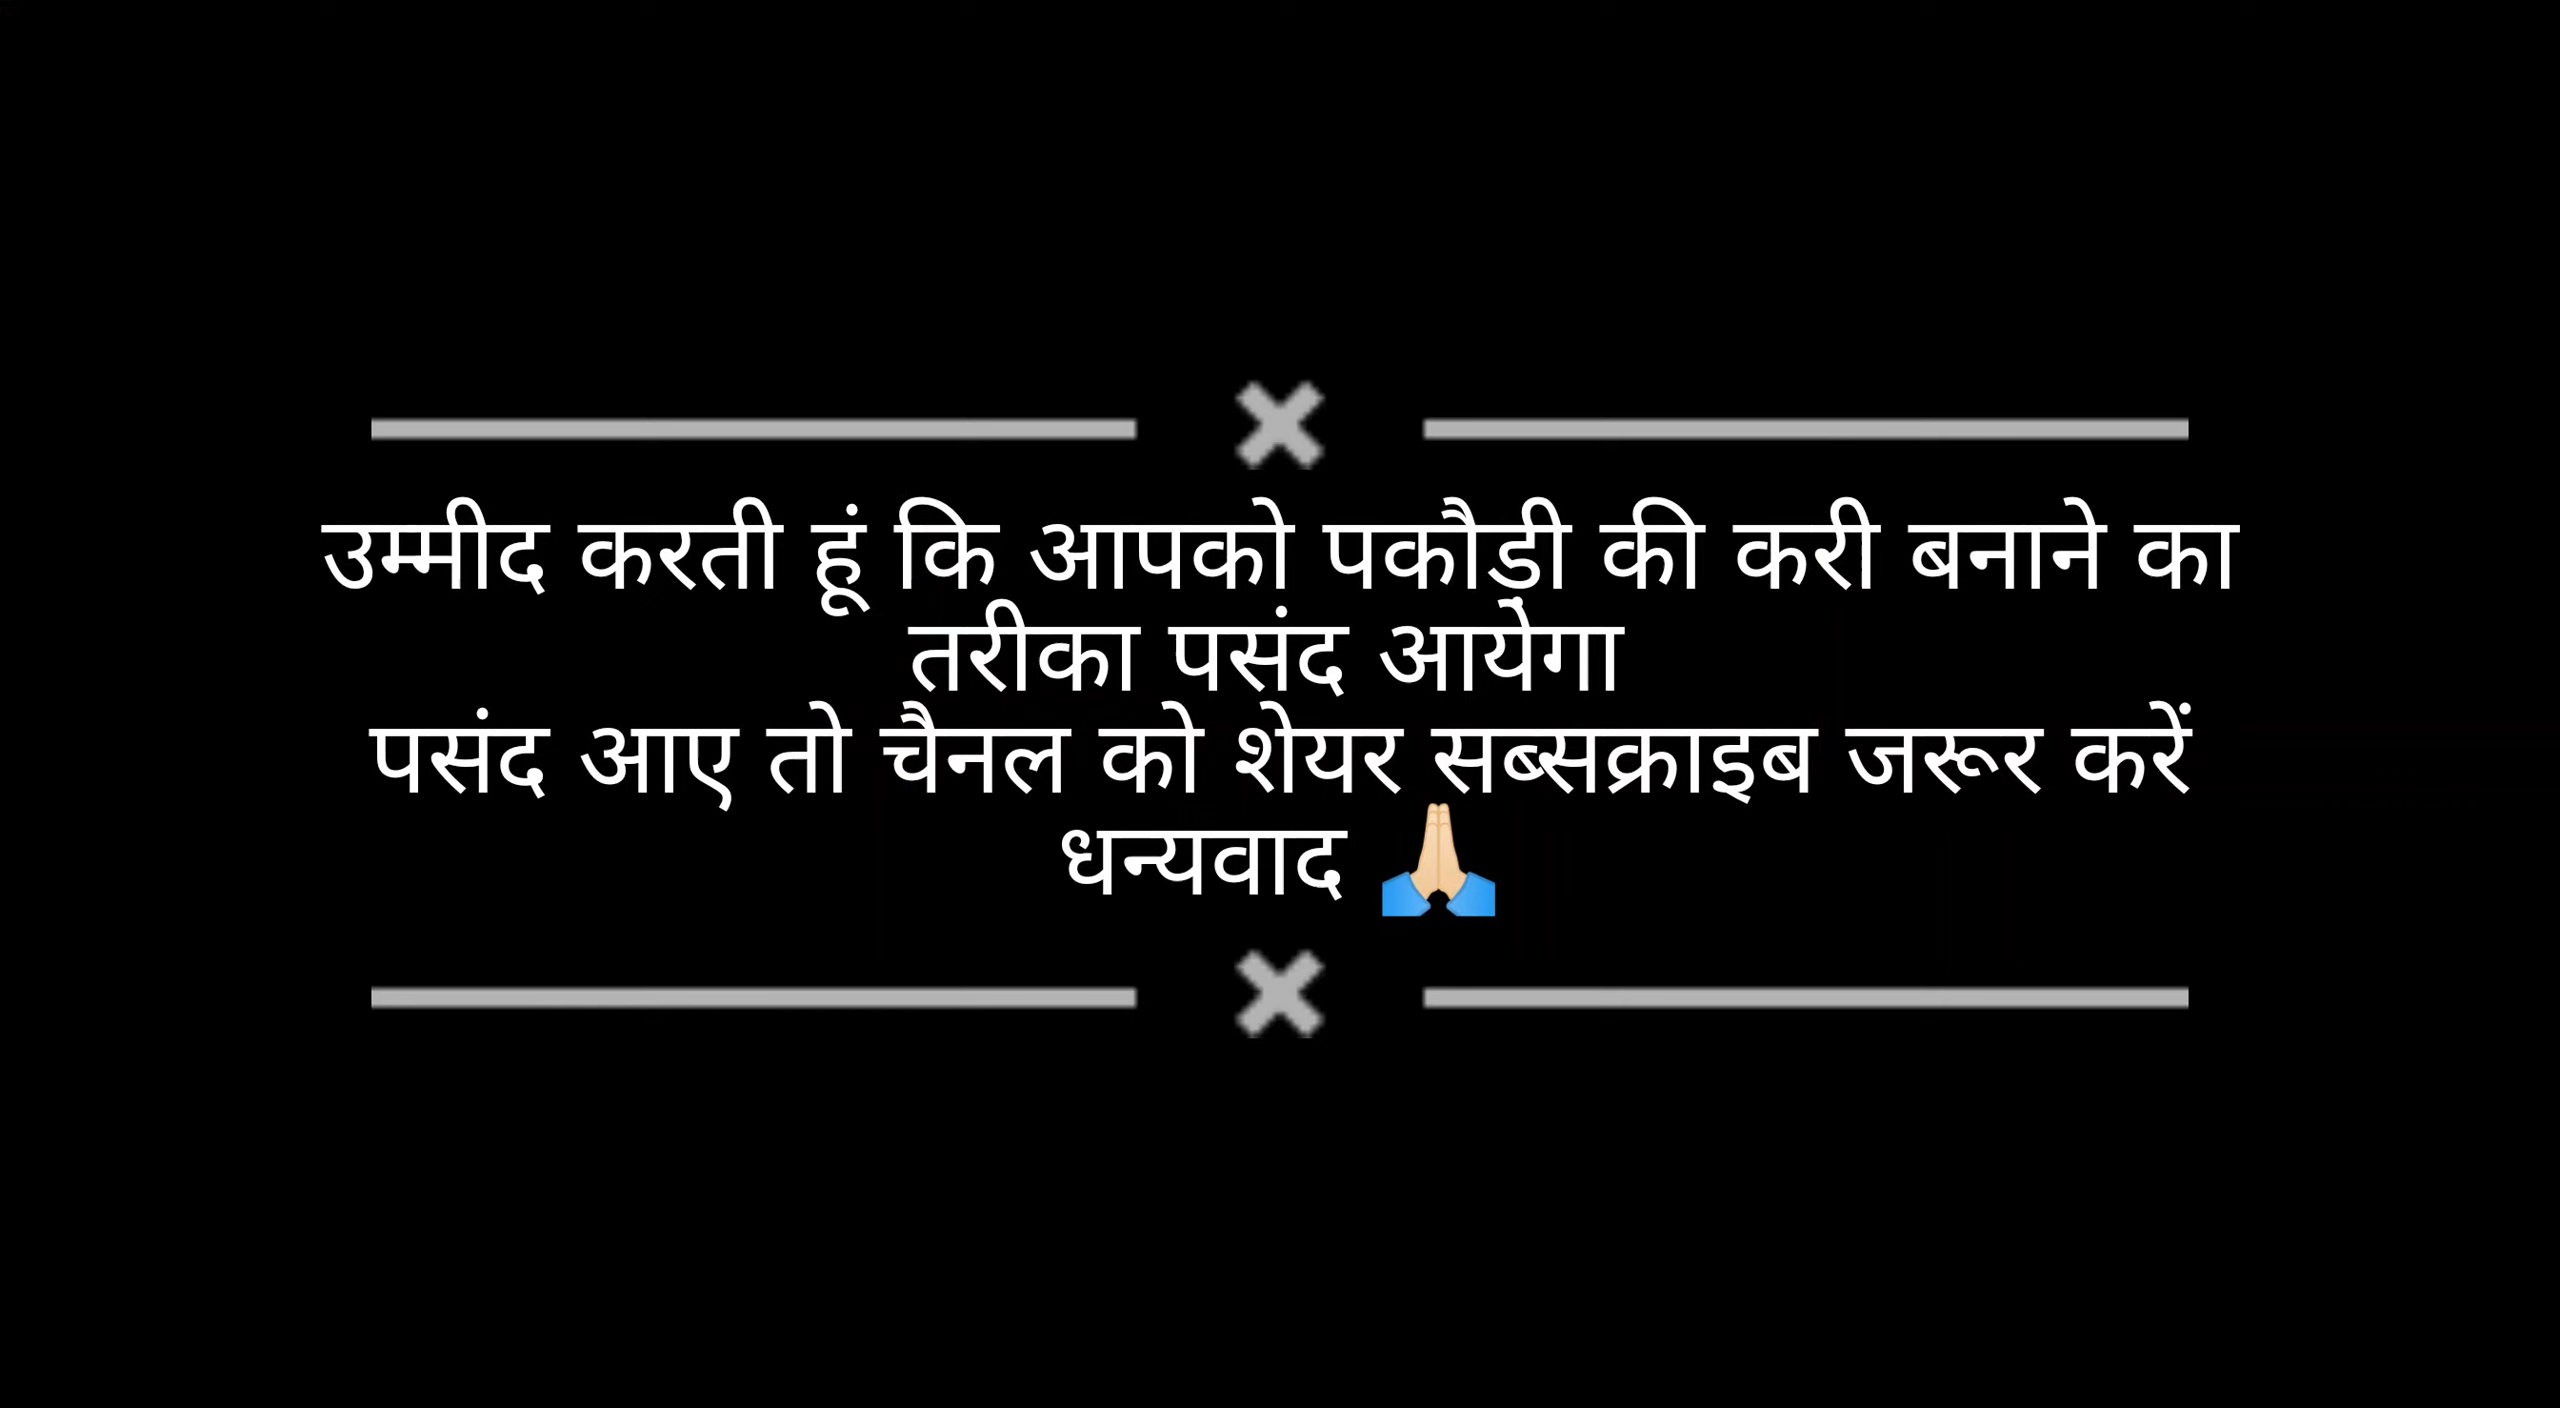 उम्मीद करती हूं कि आपको पकौड़ी की करी बनाने का
तरीका पसंद आयेगा
पसंद आए तो चैनल को शेयर सब्सक्राइब जरूर करें
धन्यवाद 🙏🏻